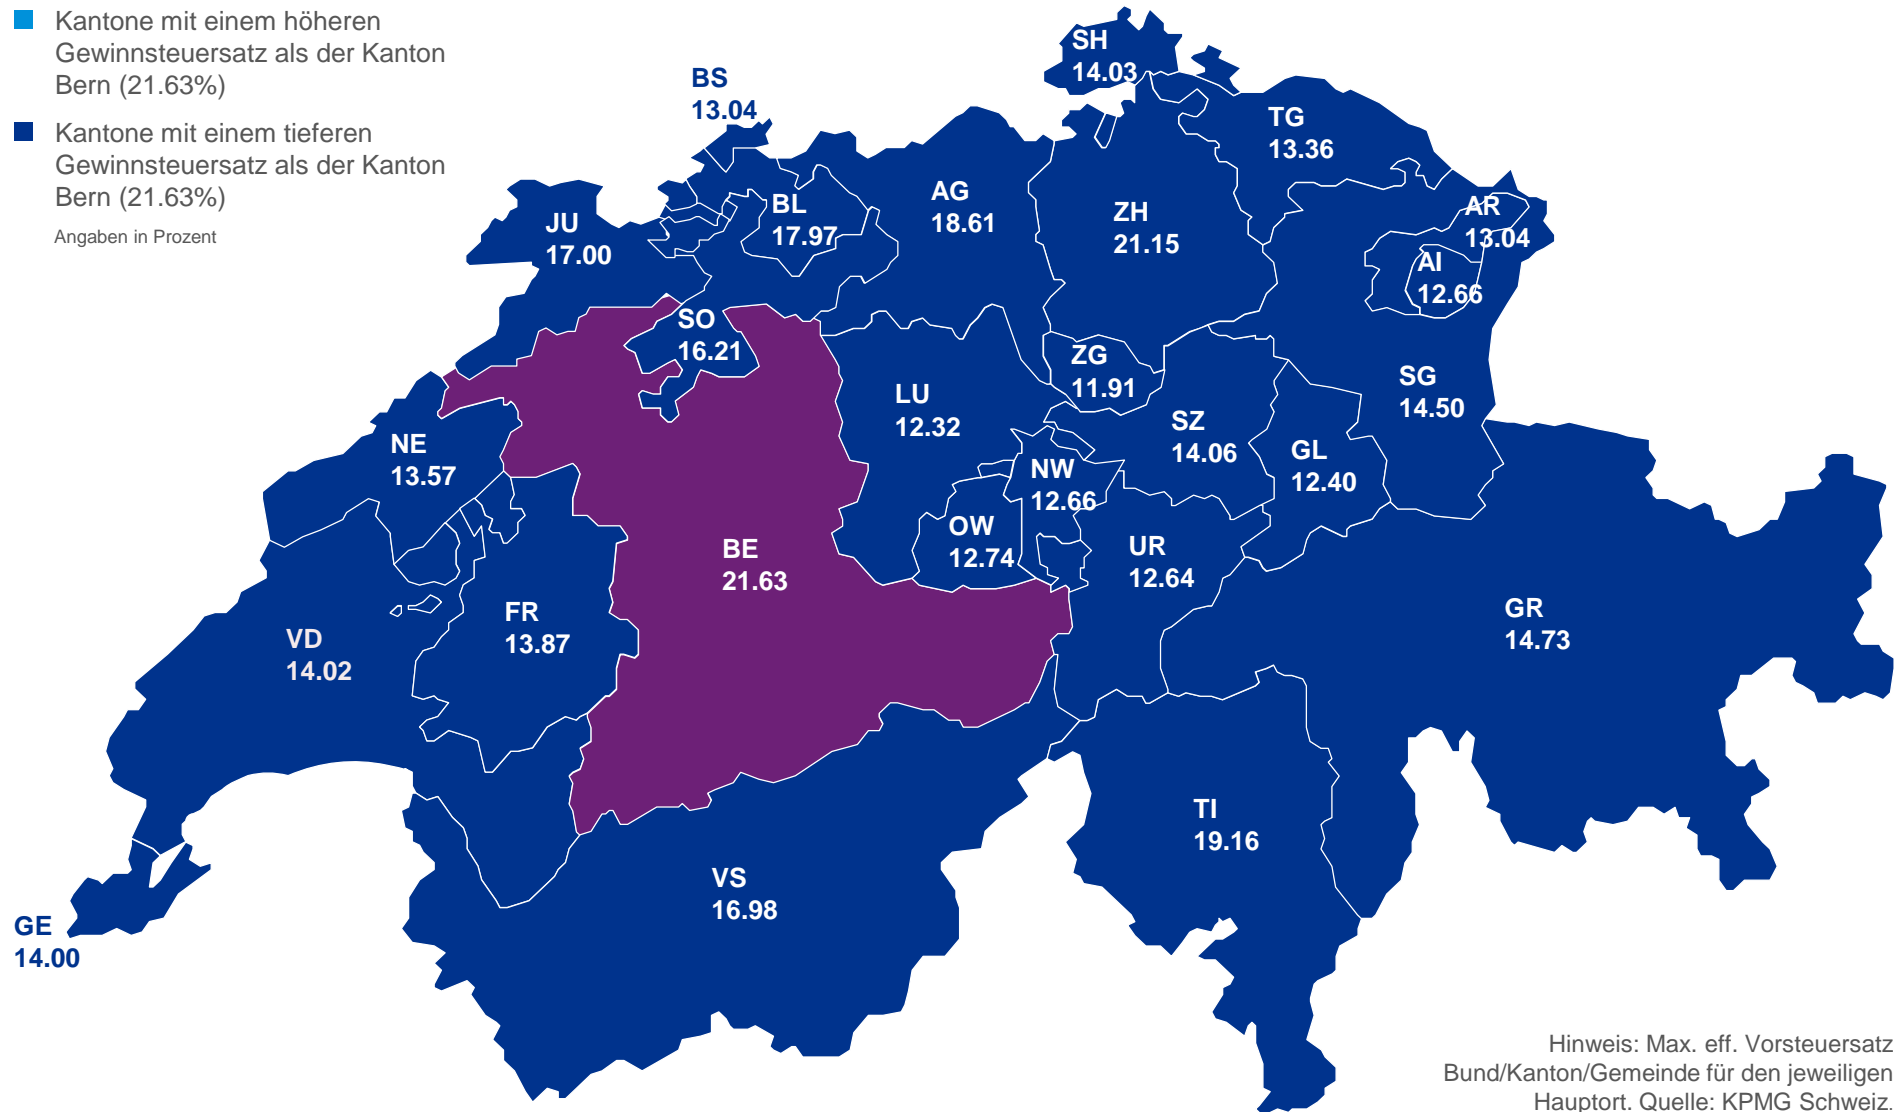 Kantone mit einem höheren
Gewinnsteuersatz als der Kanton
Bern (21.63%)
Kantone mit einem tieferen
Gewinnsteuersatz als der Kanton
Bern (21.63%)
Angaben in Prozent
SH
14.03
BS
13.04
TG
13.36
JU
17.00
BL
17.97
AG
18.61
ZH
21.15
AR
13.04
AI
12.66
SO
16.21
ZG
11.91
LU
12.32
SZ
14.06
SG
14.50
NE
13.57
NW
12.66
GL
12.40
OW
12.74
BE
21.63
UR
12.64
FR
13.87
VD
14.02
GR
14.73
TI
19.16
VS
16.98
GE
14.00
Hinweis: Max. eff. Vorsteuersatz
Bund/Kanton/Gemeinde für den jeweiligen
Hauptort. Quelle: KPMG Schweiz.